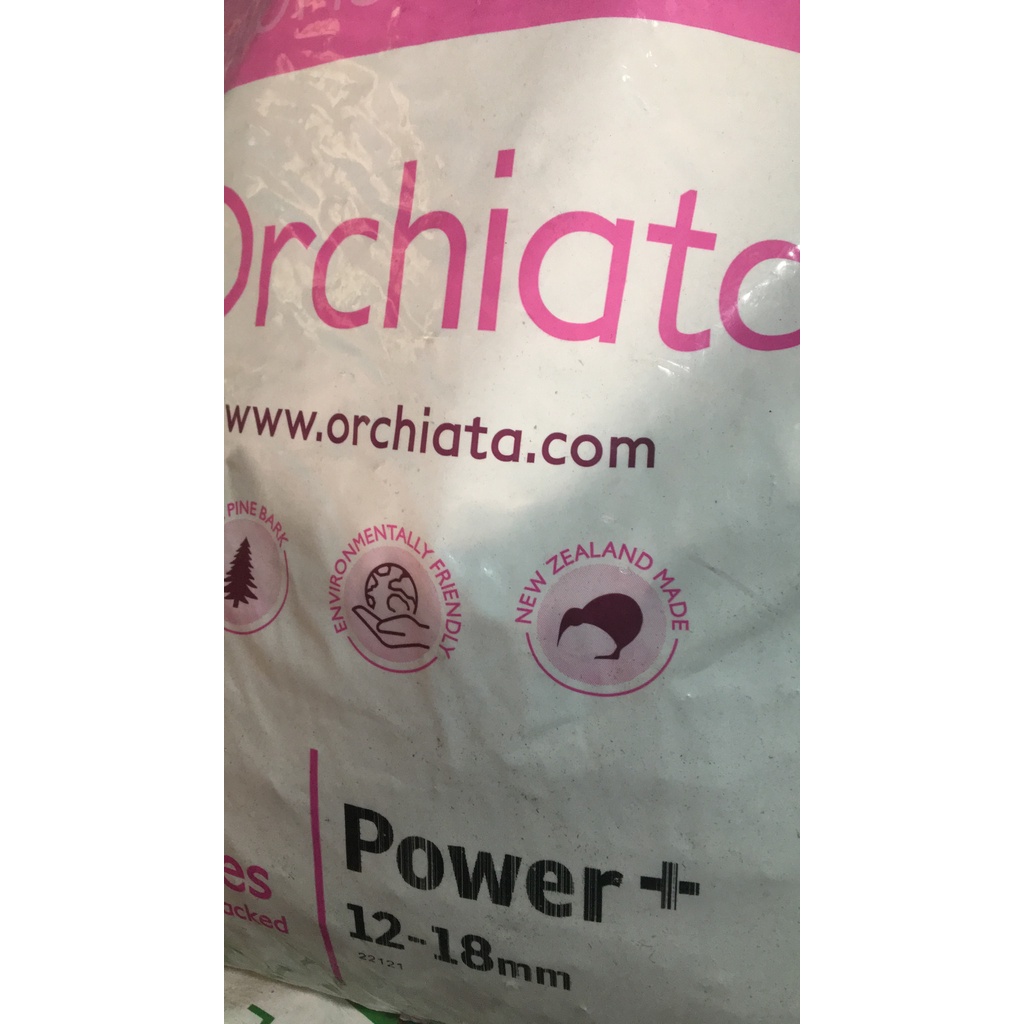 Orchiata
www.orchiata.com
PINE BARK
ENVIRONMENTALLY FRIENDLY
NEW ZEALAND MADE
es
acked
Power+
12-18mm
22121